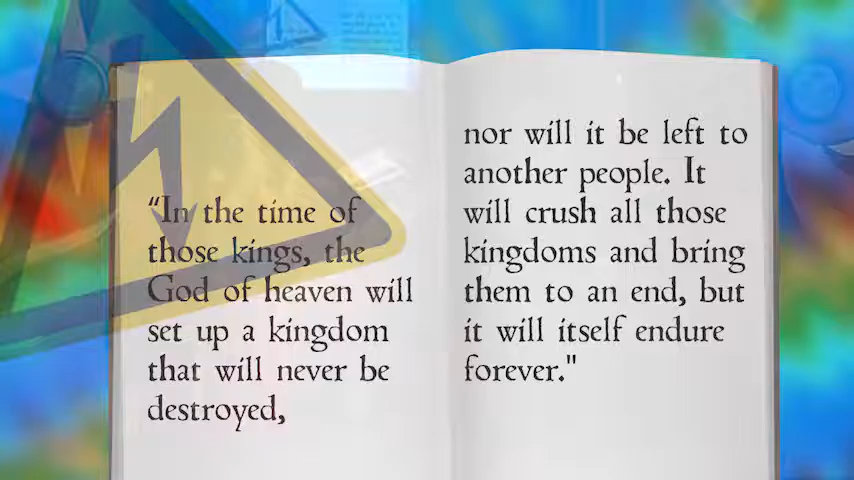 “In the time of
those kings, the
God of heaven will
set up a kingdom
that will never be
destroyed,
nor will it be left to
another people. It
will crush all those
kingdoms and bring
them to an end, but
it will itself endure
forever."